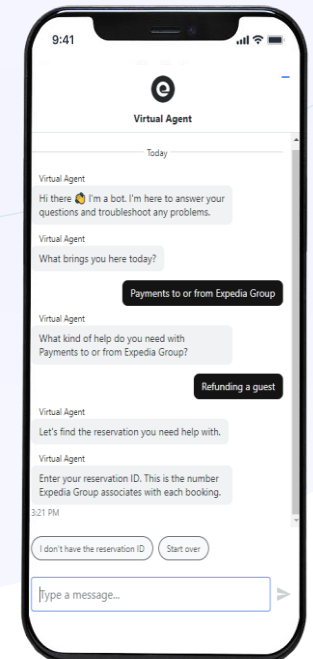 9:41
e
Virtual Agent
Today
Virtual Agent
Hi there 👋 I'm a bot. I'm here to answer your
questions and troubleshoot any problems.
Virtual Agent
What brings you here today?
Payments to or from Expedia Group
Virtual Agent
What kind of help do you need with
Payments to or from Expedia Group?
Refunding a guest
Virtual Agent
Let's find the reservation you need help with.
Virtual Agent
Enter your reservation ID. This is the number
Expedia Group associates with each booking.
3:21 PM
I don't have the reservation ID
Start over
Type a message...